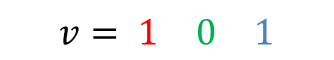 v = 1 0 1